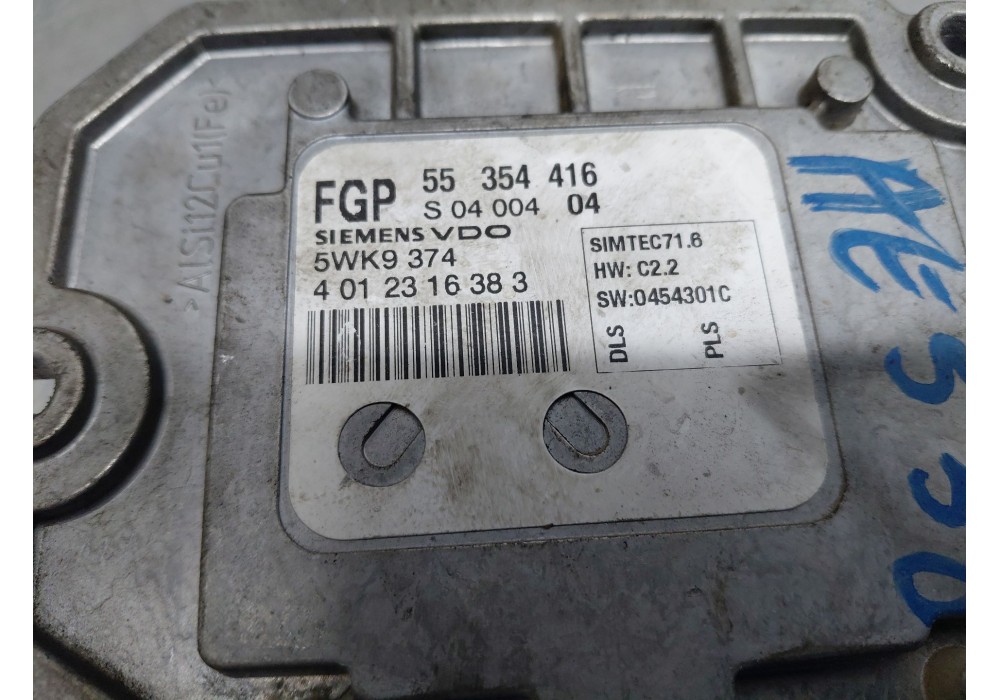 >AlSi12Cu1(Fe)<
FGP 55 354 416
S 04 004 04
SIEMENS VDO
5WK9 374
4 01 23 16 38 3
SIMTEC71.6
HW: C2.2
SW:0454301C
DLS PLS